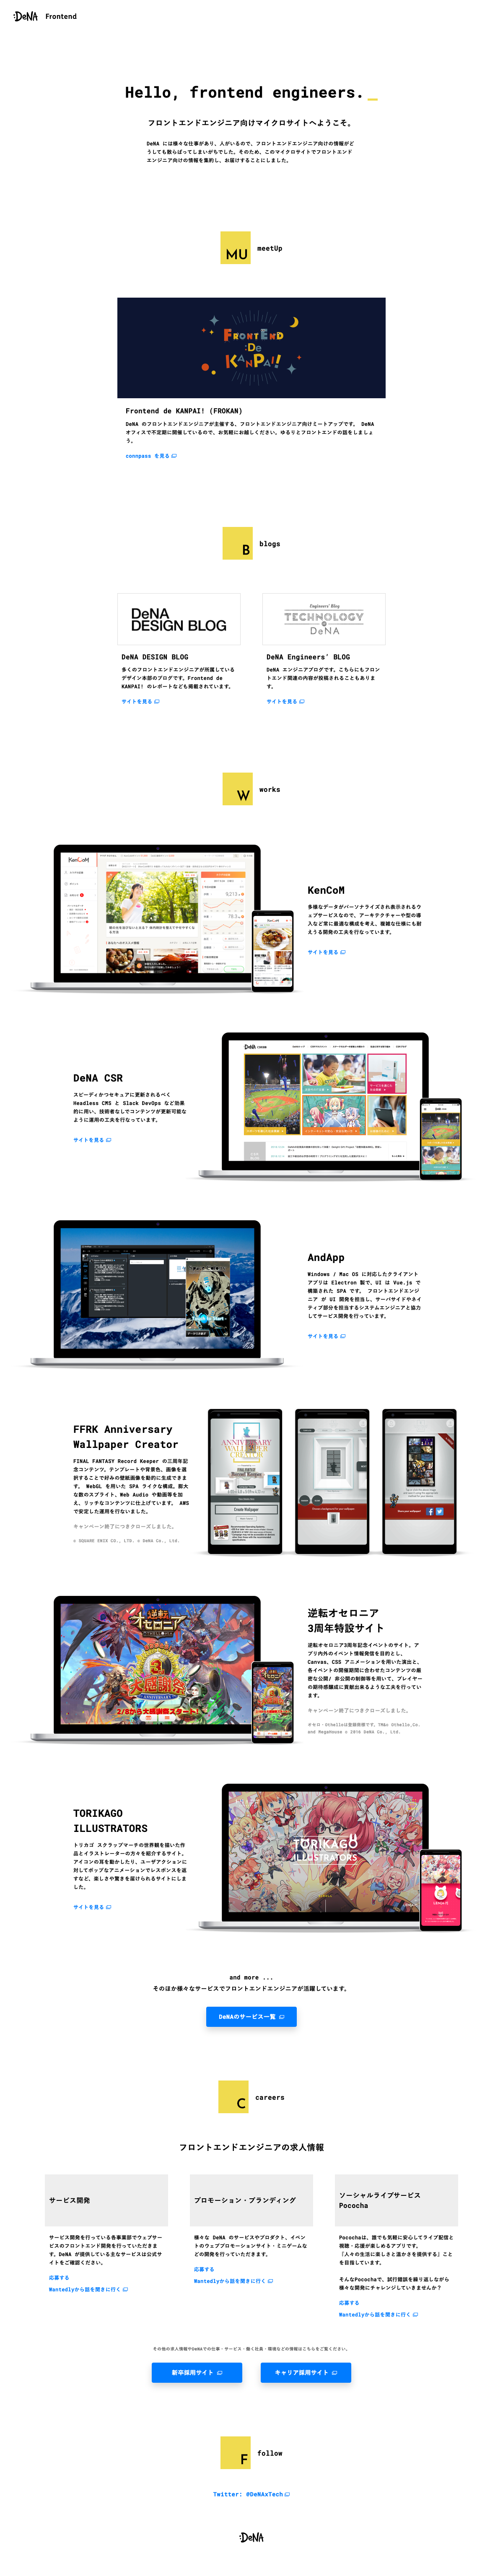 :DeNA Frontend
Hello, frontend engineers._
フロントエンドエンジニア向けマイクロサイトへようこそ。
DeNA には様々な仕事があり、人がいるので、フロントエンドエンジニア向けの情報がど
うしても散らばってしまいがちでした。そのため、このマイクロサイトでフロントエンド
エンジニア向けの情報を集約し、お届けすることにしました。
MU meetUp
FRONTEND
:De
KANPAI!
Frontend de KANPAI! (FROKAN)
DeNA のフロントエンドエンジニアが主催する、フロントエンドエンジニア向けミートアップです。 DeNA
オフィスで不定期に開催しているので、お気軽にお越しください。ゆるりとフロントエンドの話をしましょ
う。
connpass を見る
B blogs
DeNA
DESIGN BLOG
DeNA DESIGN BLOG
多くのフロントエンドエンジニアが所属している
デザイン本部のブログです。Frontend de
KANPAI! のレポートなども掲載されています。
サイトを見る
Engineers' Blog
TECHNOLOGY
of
DeNA
DeNA Engineers' BLOG
DeNA エンジニアブログです。こちらにもフロン
トエンド関連の内容が投稿されることもありま
す。
サイトを見る
W works
KenCoM
KenCoM
多様なデータがパーソナライズされ表示されるウ
ェブサービスなので、アーキテクチャーや型の導
入など常に最適な構成を考え、複雑な仕様にも耐
えうる開発の工夫を行なっています。
サイトを見る
DeNA CSR
スピーディかつセキュアに更新されるべく
Headless CMS と Slack DevOps など効果
的に用い、技術者なしでコンテンツが更新可能な
ように運用の工夫を行なっています。
サイトを見る
AndApp
Windows / Mac OS に対応したクライアント
アプリは Electron 製で、UI は Vue.js で
構築された SPA です。 フロントエンドエンジ
ニア が UI 開発を担当し、サーバサイドやネイ
ティブ部分を担当するシステムエンジニアと協力
してサービス開発を行っています。
サイトを見る
FFRK Anniversary
Wallpaper Creator
FINAL FANTASY Record Keeper の三周年記
念コンテンツ。テンプレートや背景色、画像を選
択することで好みの壁紙画像を動的に生成できま
す。 WebGL を用いた SPA ライクな構成。膨大
な数のスプライト、Web Audio や動画等を加
え、リッチなコンテンツに仕上げています。 AWS
で安定した運用を行ないました。
キャンペーン終了につきクローズしました。
© SQUARE ENIX CO., LTD. © DeNA Co., Ltd.
ANNIVERSARY
WALLPAPER
CREATOR
Create Wallpaper
逆転
オセロニア
大感謝祭
ANNIVERSARY
逆転オセロニア
3周年特設サイト
逆転オセロニア3周年記念イベントのサイト。ア
プリ内外のイベント情報発信を目的とし、
Canvas、CSS アニメーションを用いた演出と、
各イベントの開催期間に合わせたコンテンツの厳
密な公開/ 非公開の制御等を用いて、プレイヤー
の期待感醸成に貢献出来るような工夫を行ってい
ます。
キャンペーン終了につきクローズしました。
オセロ・Othelloは登録商標です。TM&© Othello,Co.
and MegaHouse © 2016 DeNA Co., Ltd.
TORIKAGO
ILLUSTRATORS
トリカゴ スクラップマーチの世界観を描いた作
品とイラストレーターの方々を紹介するサイト。
アイコンの耳を動かしたり、ユーザアクションに
対してポップなアニメーションでレスポンスを返
すなど、楽しさや驚きを届けられるサイトにしま
した。
サイトを見る
TORIKAGO
ILLUSTRATORS
and more ...
そのほか様々なサービスでフロントエンドエンジニアが活躍しています。
DeNAのサービス一覧
C careers
フロントエンドエンジニアの求人情報
サービス開発
サービス開発を行っている各事業部でウェブサー
ビスのフロントエンド開発を行っていただきま
す。DeNA が提供している主なサービスは公式サ
イトをご確認ください。
応募する
Wantedlyから話を聞きに行く
プロモーション・ブランディング
様々な DeNA のサービスやプロダクト、イベン
トのウェブプロモーションサイト・ミニゲームな
どの開発を行っていただきます。
応募する
Wantedlyから話を聞きに行く
ソーシャルライブサービス
Pococha
Pocochaは、誰でも気軽に安心してライブ配信と
視聴・応援が楽しめるアプリです。
『人々の生活に楽しさと温かさを提供する』こと
を目指しています。
そんなPocochaで、試行錯誤を繰り返しながら
様々な開発にチャレンジしていきませんか？
応募する
Wantedlyから話を聞きに行く
その他の求人情報やDeNAでの仕事・サービス・働く社員・環境などの情報はこちらをご覧ください。
新卒採用サイト
キャリア採用サイト
F follow
Twitter: @DeNAxTech
:DeNA